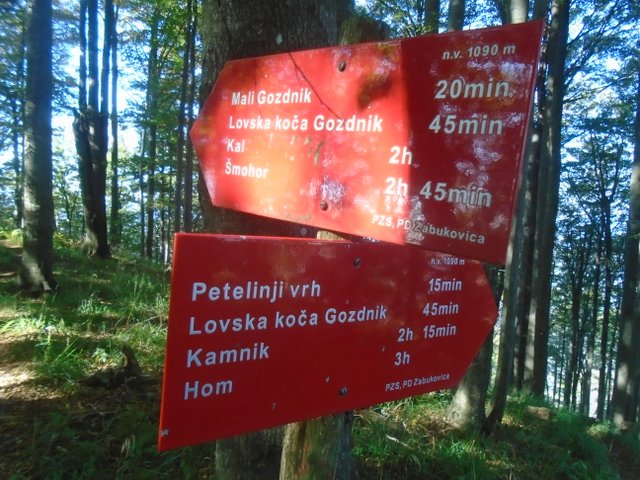 n.v. 1090 m
Mali Gozdnik 20min
Lovska koča Gozdnik 45min
Kal 2h
Šmohor 2h 45min
PZS, PD Zabukovica
n.v. 1090 m
Petelinji vrh 15min
Lovska koča Gozdnik 45min
Kamnik 2h 15min
Hom 3h
PZS, PD Zabukovica